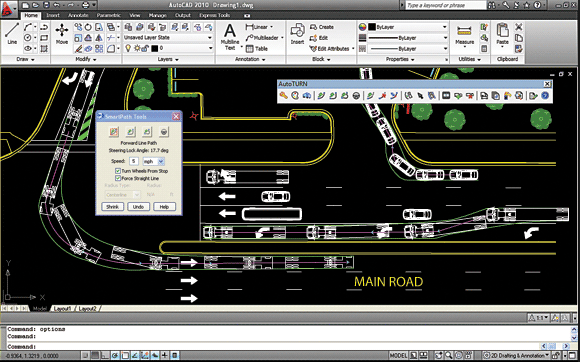 AutoCAD 2010 Drawing1.dwg
Type a keyword or phrase
Home Insert Annotate Parametric View Manage Output Express Tools
Line
Move
Unsaved Layer State
Multiline
Text
Linear
Multileader
Table
Insert
Create
Edit
Edit Attributes
ByLayer
ByLayer
ByLayer
Measure
Paste
Draw Modify Layers Annotation Block Properties Utilities Clipboard
AutoTURN
SmartPath Tools
Forward Line Path
Steering Lock Angle: 17.7 deg
Speed: 5 mph
Turn Wheels From Stop
Force Straight Line
Radius Type Radius
Centerline N/A 0
Shrink Undo Help
MAIN ROAD
Y
X
Model Layout1 Layout2
1:1
Command: options
Command:
Command:
-0.9364, 1.3219, 0.0000
MODEL
2D Drafting & Annotation